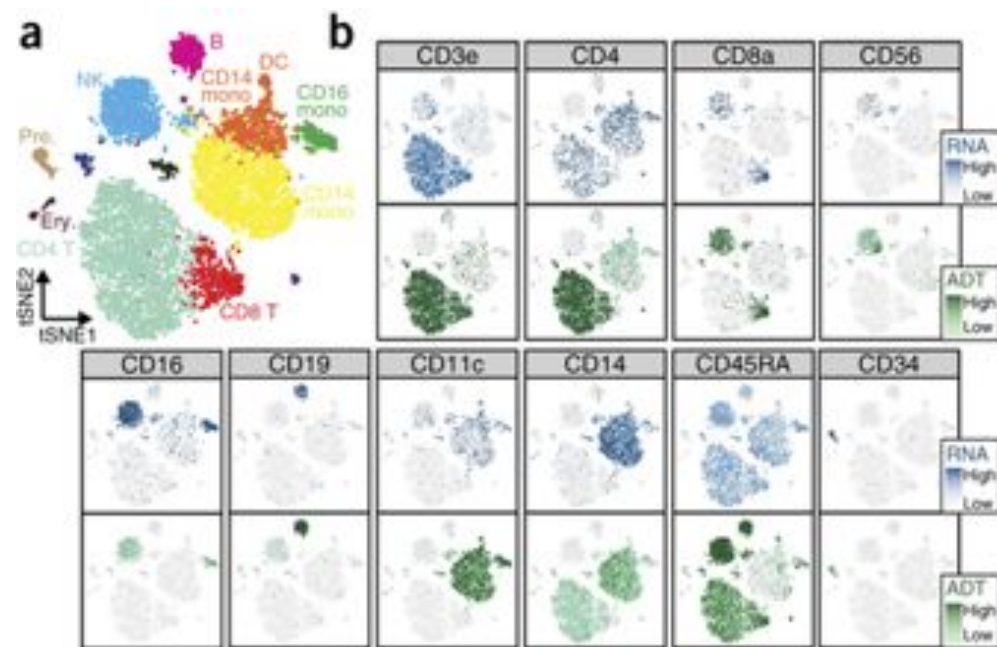 a
B
NK
CD14
mono
DC
CD16
mono
Pre.
CD14
mono
Ery.
CD4 T
CD8 T
tSNE2
tSNE1
b
CD3e CD4 CD8a CD56
RNA
High
Low
ADT
High
Low
CD16 CD19 CD11c CD14 CD45RA CD34
RNA
High
Low
ADT
High
Low